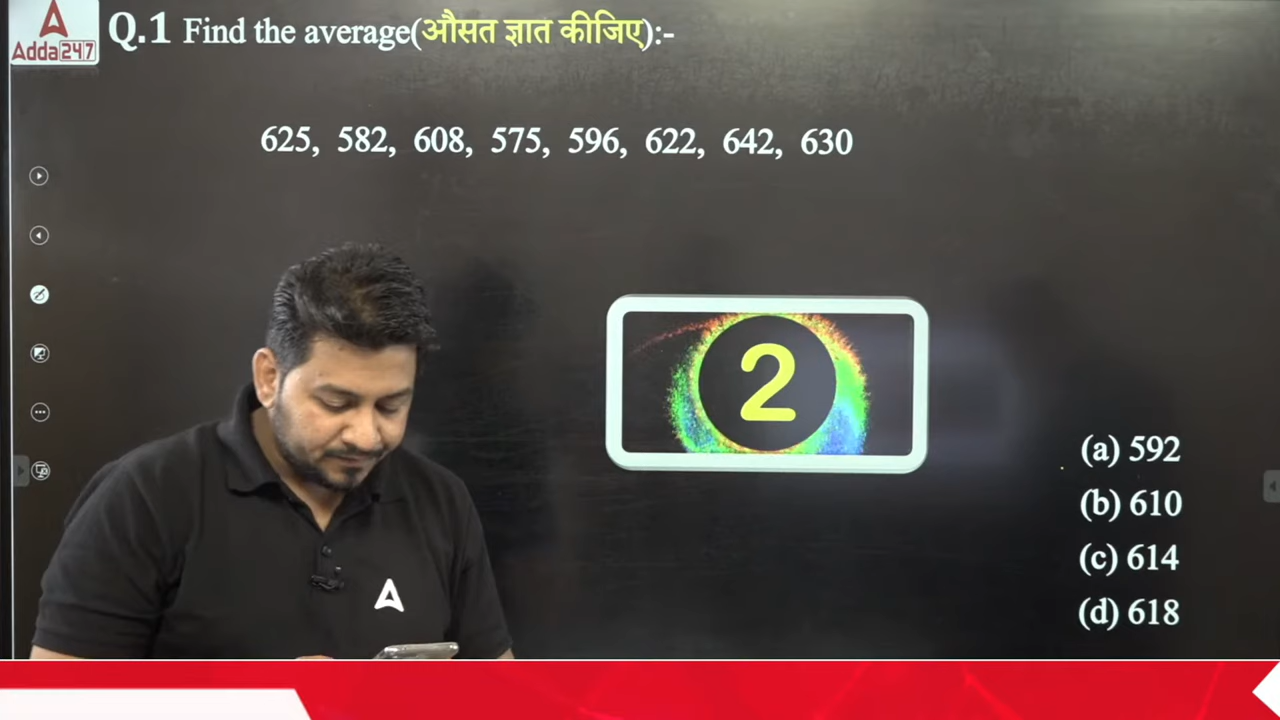 A
Adda247
Q.1 Find the average(औसत ज्ञात कीजिए):-
625, 582, 608, 575, 596, 622, 642, 630
2
(a) 592
(b) 610
(c) 614
(d) 618